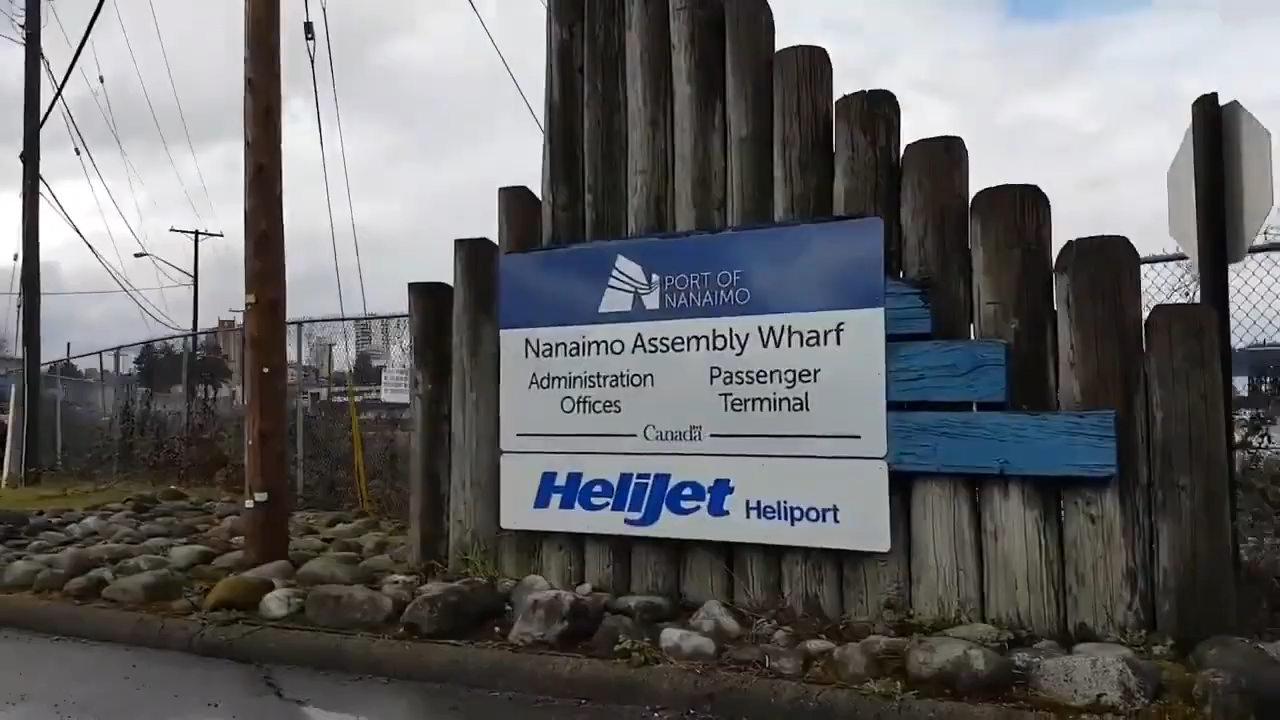 PORT OF
NANAIMO
Nanaimo Assembly Wharf
Administration
Offices
Passenger
Terminal
Canada
HeliJet Heliport